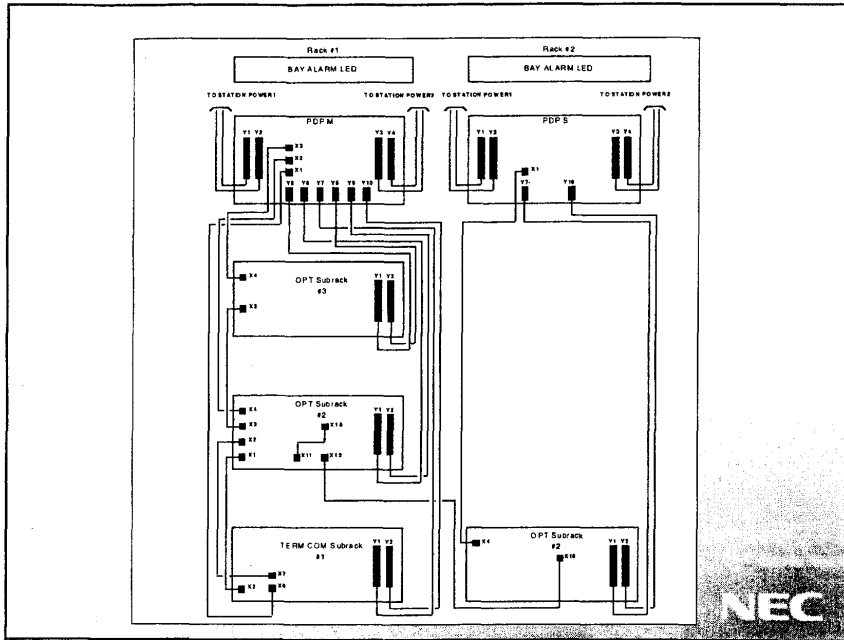 Rack #1 Rack #2
BAY ALARM LED BAY ALARM LED
TO STATION POWER1 TO STATION POWER2 TO STATION POWER1 TO STATION POWER2
PDP M PDP S
Y1 Y2 Y3 Y4 Y1 Y2 Y3 Y4
X3
X2
X1 X1
Y5 Y6 Y7 Y8 Y9 Y10 Y7 Y10
X4 OPT Subrack Y1 Y2
#3
X3
OPT Subrack Y1 Y2
X4 #2
X3 X13
X2
X1 X11 X12
TERM COM Subrack Y1 Y2 OPT Subrack Y1 Y2
#1 X4 #2
X7 X10
X3 X6
NEC